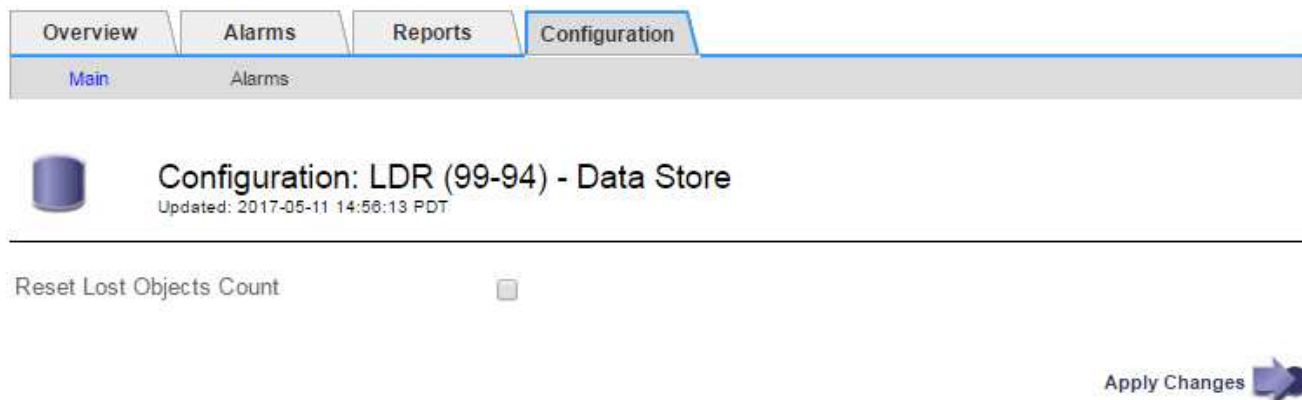 Overview Alarms Reports Configuration
Main Alarms
Configuration: LDR (99-94) - Data Store
Updated: 2017-05-11 14:56:13 PDT
Reset Lost Objects Count
Apply Changes